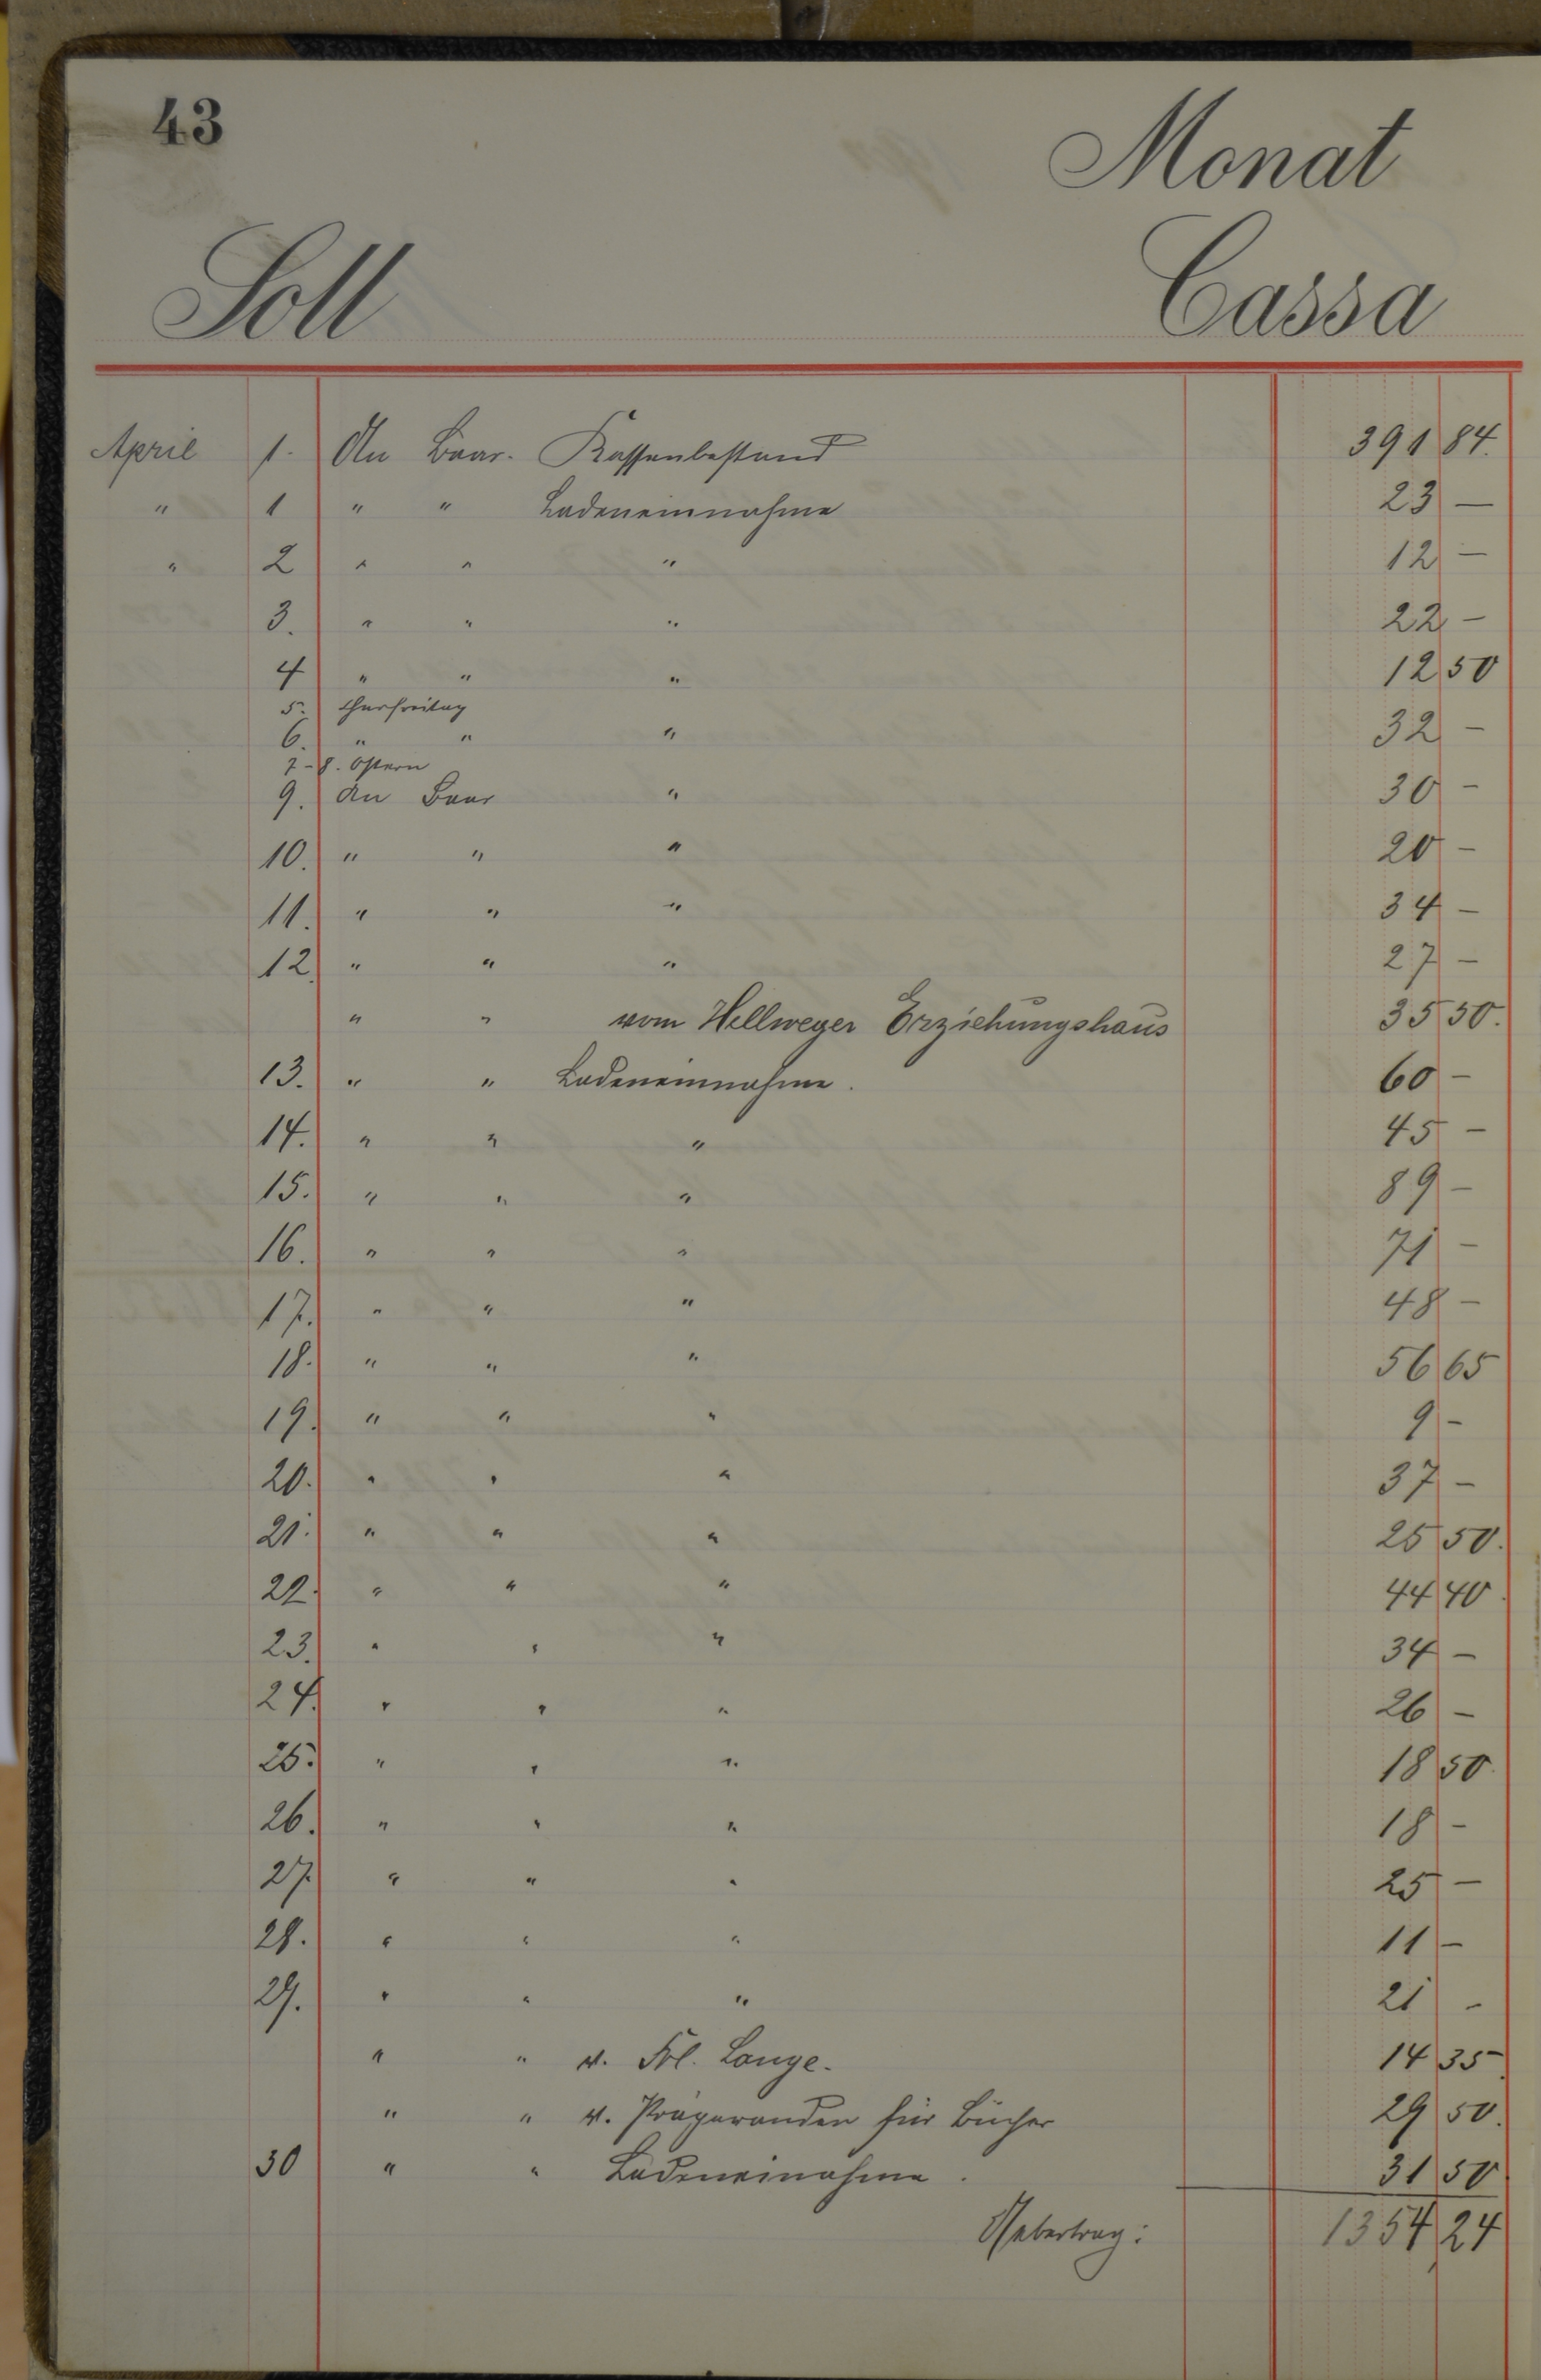 43
Monat
Soll Cassa
April 1. An Baar. Kassenbestand 391 84.
" 1 " " Ladeneinnahme 23 —
" 2 " " " 12 —
3. " " " 22 —
4 " " " 12 50
5. Charfreitag
6. " " " 32 —
7-8. Ostern
9. An Baar " 30 —
10. " " " 20 —
11. " " " 34 —
12. " " " 27 —
" " vom Hellweger Erziehungshaus 35 50.
13. " " Ladeneinnahme. 60 —
14. " " " 45 —
15. " " " 89 —
16. " " " 71 —
17. " " " 48 —
18. " " " 56 65
19. " " " 9 —
20. " " " 37 —
21. " " " 25 50.
22. " " " 44 40.
23. " " " 34 —
24. " " " 26 —
25. " " " 18 50.
26. " " " 18 —
27. " " " 25 —
28. " " " 11 —
29. " " " 21 —
" " v. Frl. Lange. 14 35
" " v. Präparanden für Bücher 29 50.
30 " " Ladeneinahme. 31 50
Uebertrag: 1354 24